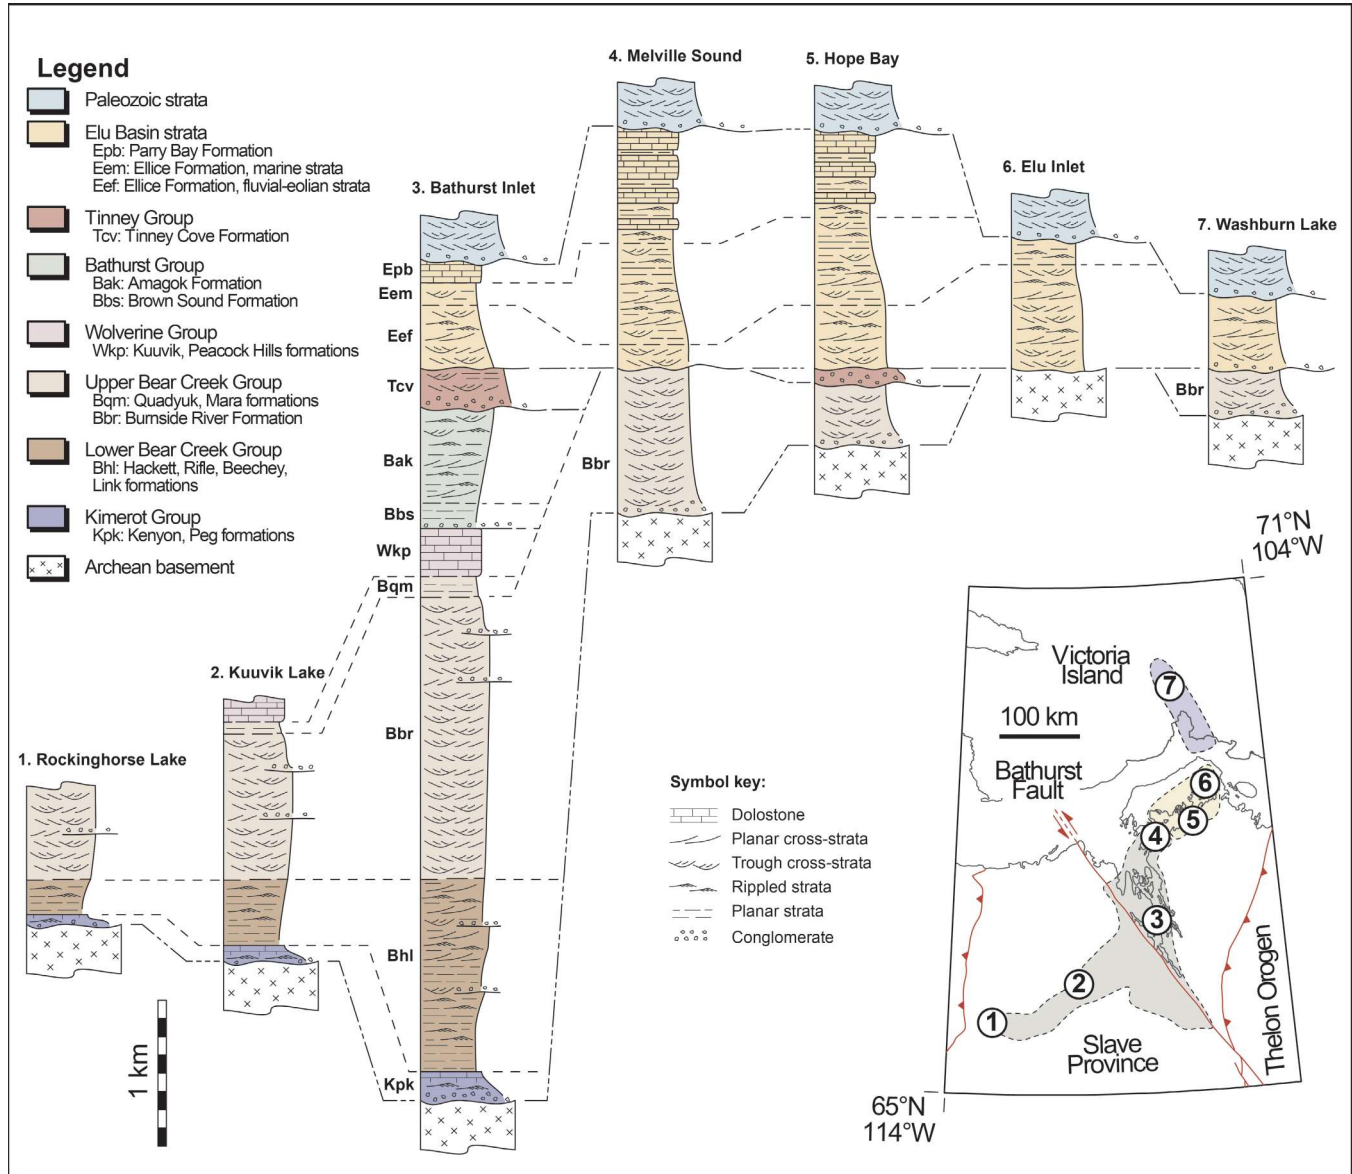 Legend
Paleozoic strata
Elu Basin strata
Epb: Parry Bay Formation
Eem: Ellice Formation, marine strata
Eef: Ellice Formation, fluvial-eolian strata
Tinney Group
Tcv: Tinney Cove Formation
Bathurst Group
Bak: Amagok Formation
Bbs: Brown Sound Formation
Wolverine Group
Wkp: Kuuvik, Peacock Hills formations
Upper Bear Creek Group
Bqm: Quadyuk, Mara formations
Bbr: Burnside River Formation
Lower Bear Creek Group
Bhl: Hackett, Rifle, Beechey,
Link formations
Kimerot Group
Kpk: Kenyon, Peg formations
Archean basement
1. Rockinghorse Lake
2. Kuuvik Lake
3. Bathurst Inlet
4. Melville Sound
5. Hope Bay
6. Elu Inlet
7. Washburn Lake
Epb
Eem
Eef
Tcv
Bak
Bbs
Wkp
Bqm
Bbr
Bhl
Kpk
Bbr
Bbr
1 km
Symbol key:
Dolostone
Planar cross-strata
Trough cross-strata
Rippled strata
Planar strata
Conglomerate
71°N
104°W
Victoria
Island
7
100 km
Bathurst
Fault
6
5
4
3
2
1
Slave
Province
Thelon Orogen
65°N
114°W